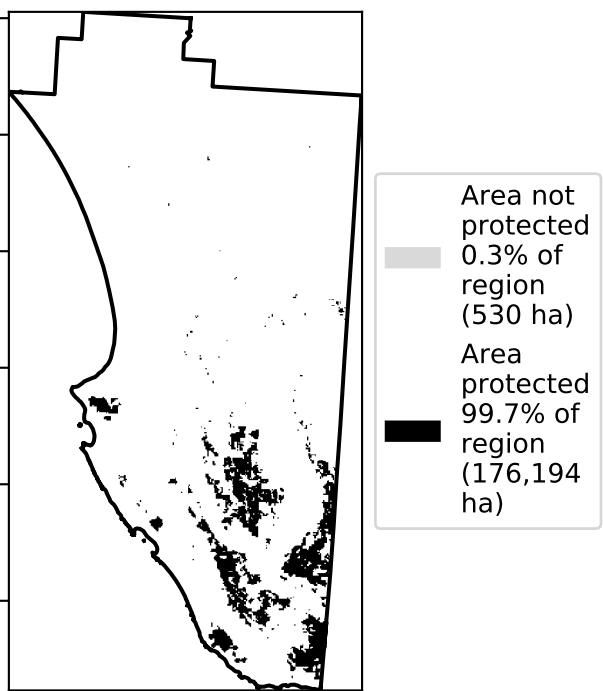 Area not
protected
0.3% of
region
(530 ha)
Area
protected
99.7% of
region
(176,194
ha)